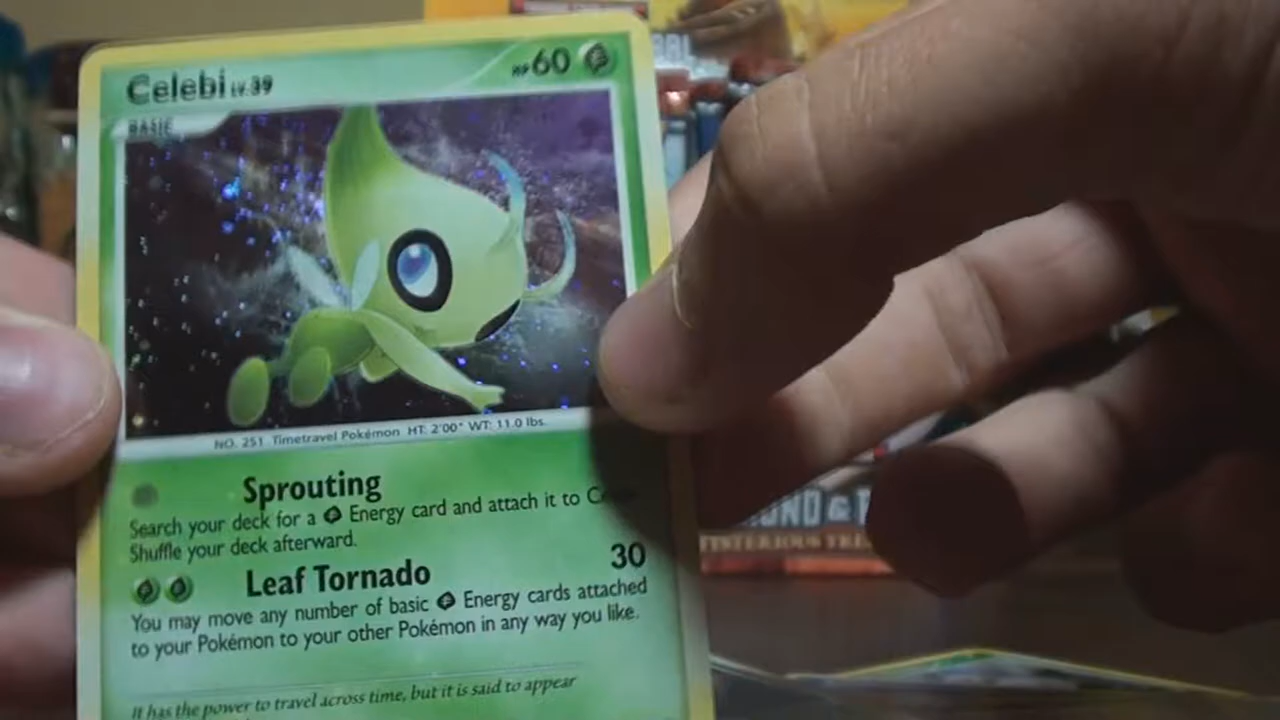 Celebi LV.39 HP60
BASIC
NO. 251 Timetravel Pokémon HT: 2'00" WT: 11.0 lbs.
Sprouting
Search your deck for a Energy card and attach it to
Shuffle your deck afterward.
Leaf Tornado 30
You may move any number of basic Energy cards attached
to your Pokémon to your other Pokémon in any way you like.
It has the power to travel across time, but it is said to appear